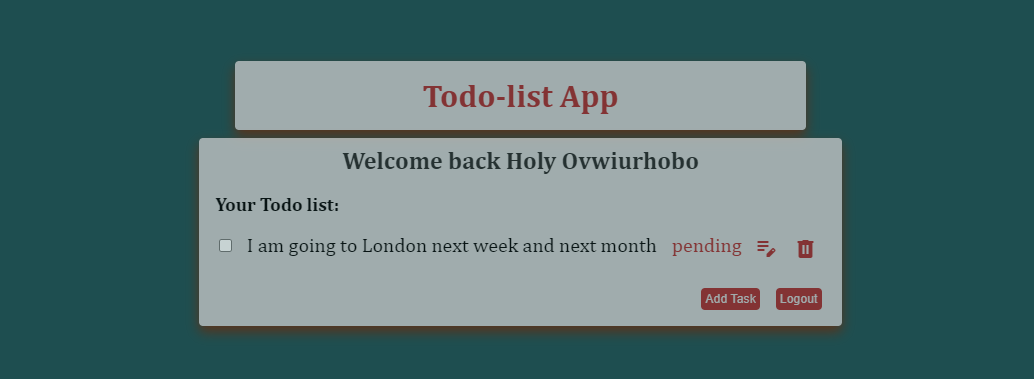 Todo-list App
Welcome back Holy Ovwiurhobo
Your Todo list:
I am going to London next week and next month pending
Add Task Logout